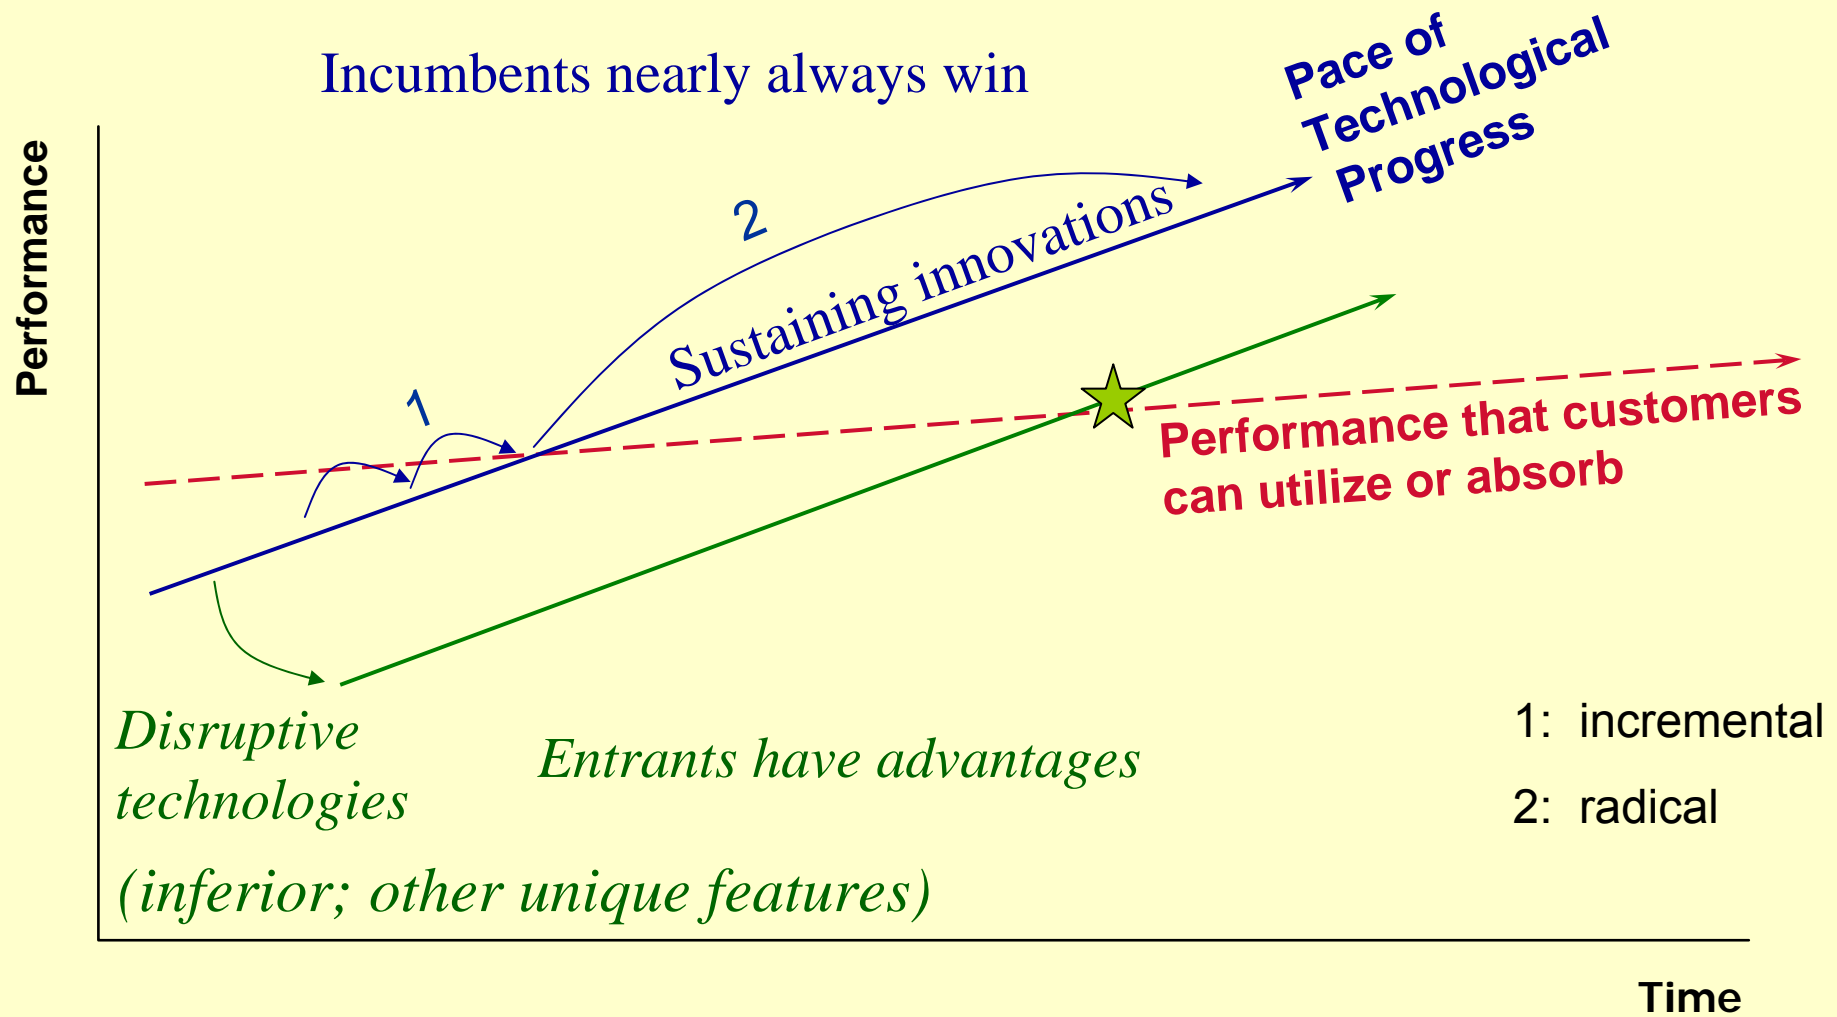 Incumbents nearly always win
Pace of
Technological
Progress
Performance
2
Sustaining innovations
1
Performance that customers
can utilize or absorb
Disruptive
technologies
Entrants have advantages
(inferior; other unique features)
1: incremental
2: radical
Time